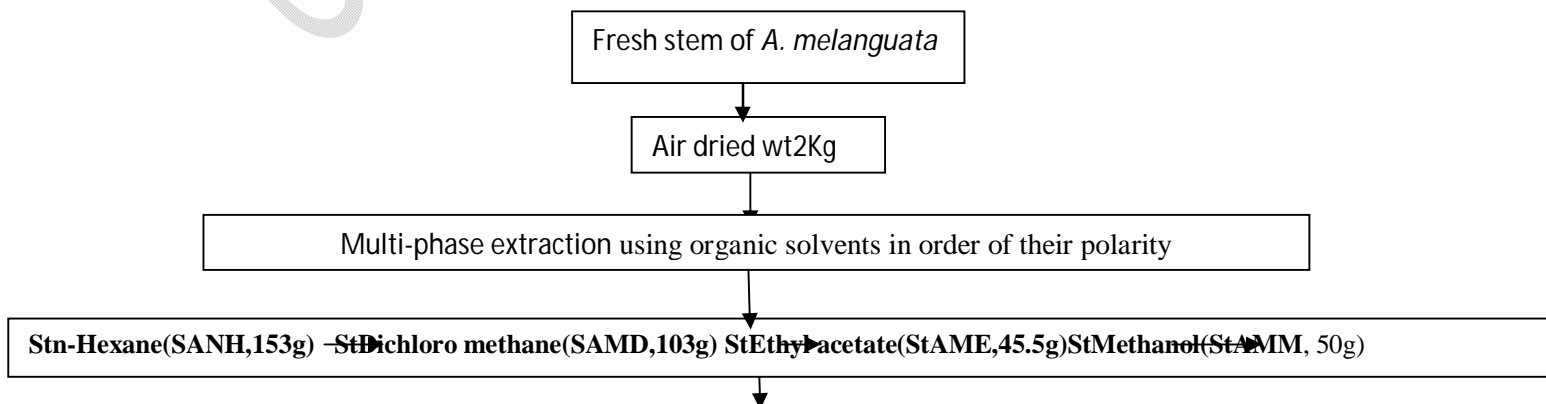 Fresh stem of A. melanguata
Air dried wt2Kg
Multi-phase extraction using organic solvents in order of their polarity
Stn-Hexane(SANH,153g) StDichloro methane(SAMD,103g) StEthyl acetate(StAME,45.5g)StMethanol(StAMM, 50g)